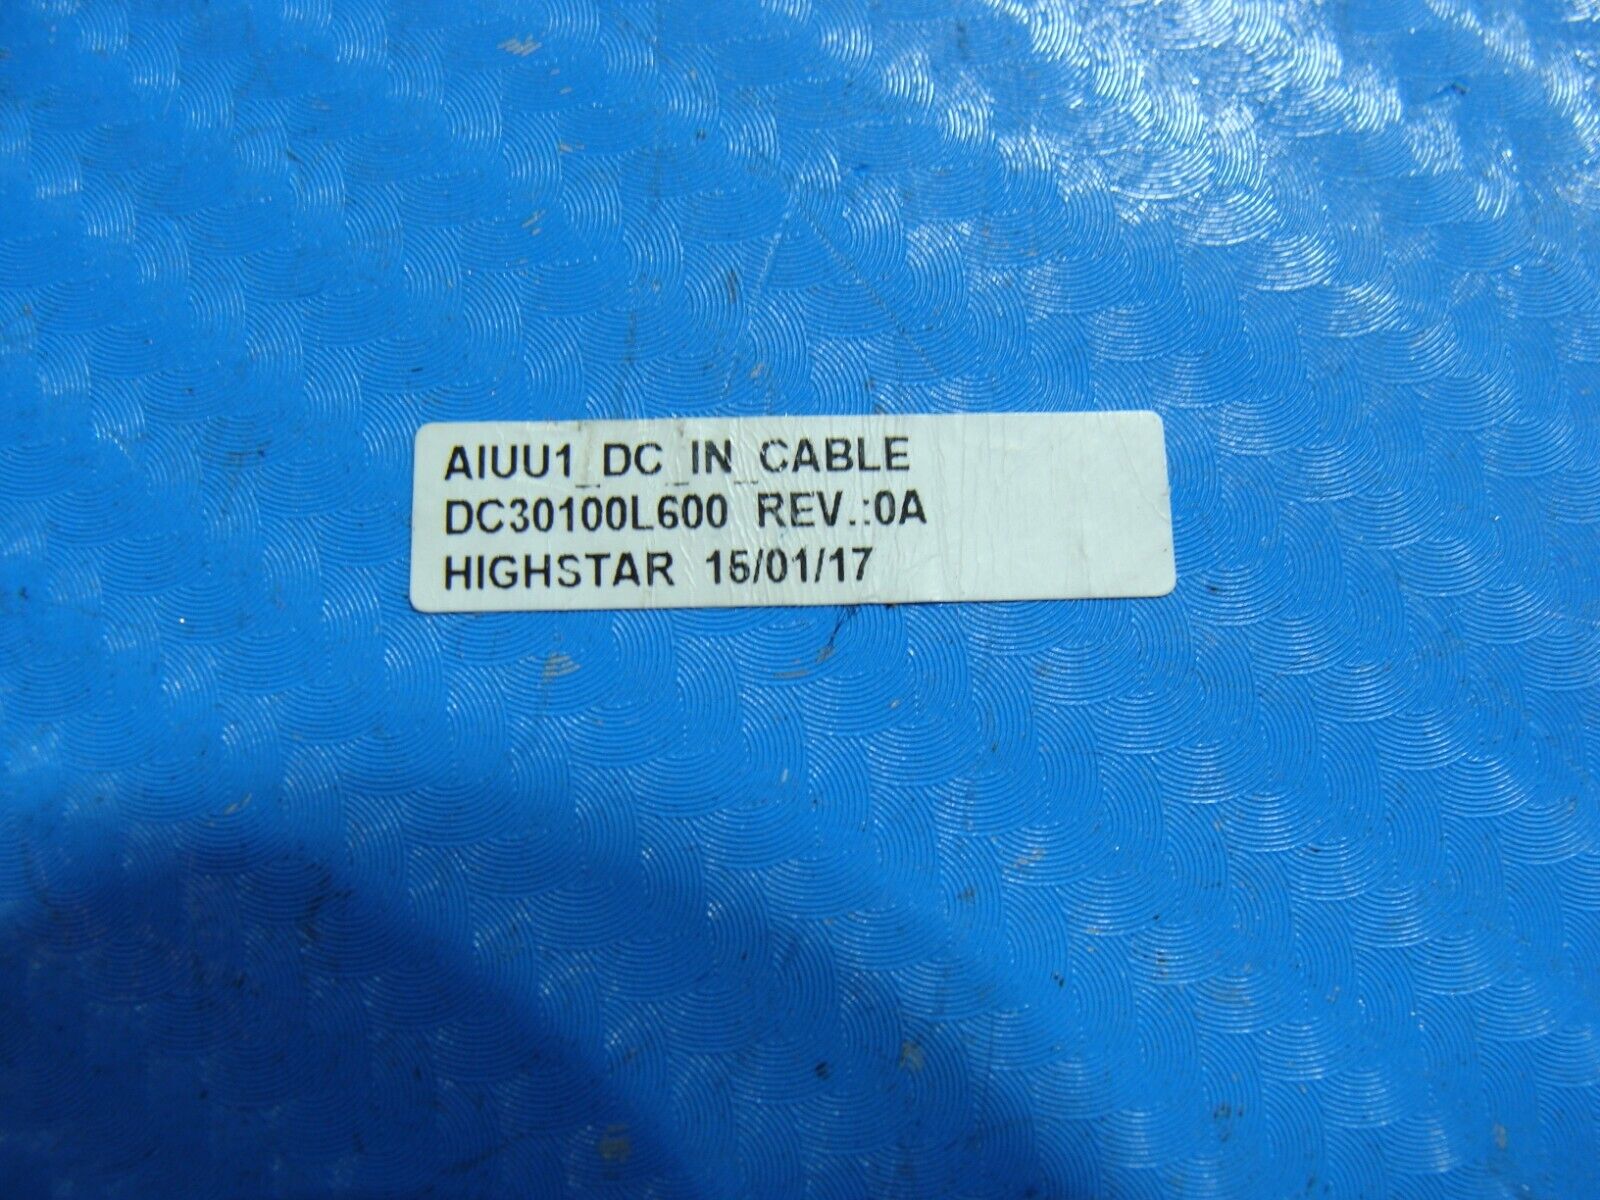 AIUU1_DC_IN_CABLE
DC30100L600 REV.:0A
HIGHSTAR 15/01/17